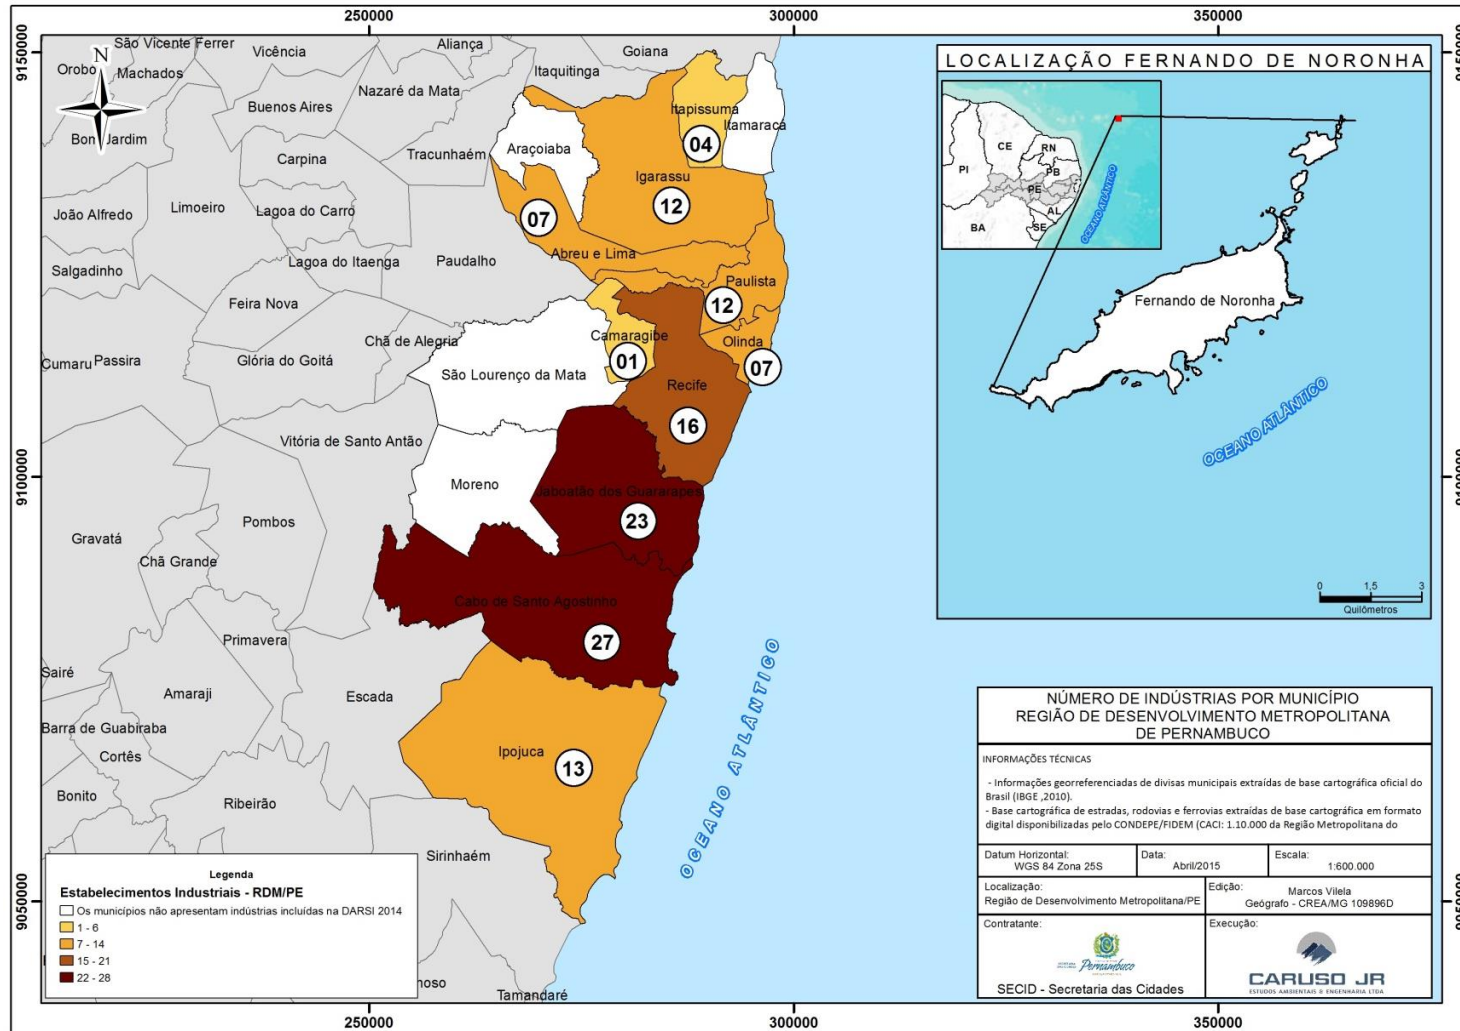 250000
300000
350000
9150000
9150000
São Vicente Ferrer
Vicência
Aliança
Goiana
Orobó
Machados
Itaquitinga
N
Nazaré da Mata
Buenos Aires
Itapissuma
04
Itamaracá
Bom Jardim
Carpina
Tracunhaém
Araçoiaba
Igarassu
12
João Alfredo
Limoeiro
Lagoa do Carro
07
Abreu e Lima
Salgadinho
Lagoa do Itaenga
Paudalho
Paulista
12
Feira Nova
Chã de Alegria
Camaragibe
01
Olinda
07
Cumaru
Passira
Glória do Goitá
São Lourenço da Mata
Recife
16
Vitória de Santo Antão
9100000
9100000
Moreno
Jaboatão dos Guararapes
23
Gravatá
Pombos
Chã Grande
Cabo de Santo Agostinho
27
Primavera
Sairé
Amaraji
Escada
Barra de Guabiraba
Cortês
Ipojuca
13
Bonito
Ribeirão
Sirinhaém
OCEANO ATLÂNTICO
9050000
9050000
moso
Tamandaré
250000
300000
350000
Legenda
Estabelecimentos Industriais - RDM/PE
Os municípios não apresentam indústrias incluídas na DARSI 2014
1 - 6
7 - 14
15 - 21
22 - 28
LOCALIZAÇÃO FERNANDO DE NORONHA
CE
RN
PI
PB
PE
AL
BA
SE
OCEANO ATLÂNTICO
Fernando de Noronha
OCEANO ATLÂNTICO
0 1,5 3
Quilômetros
NÚMERO DE INDÚSTRIAS POR MUNICÍPIO
REGIÃO DE DESENVOLVIMENTO METROPOLITANA
DE PERNAMBUCO
INFORMAÇÕES TÉCNICAS
- Informações georreferenciadas de divisas municipais extraídas de base cartográfica oficial do
Brasil (IBGE ,2010).
- Base cartográfica de estradas, rodovias e ferrovias extraídas de base cartográfica em formato
digital disponibilizadas pelo CONDEPE/FIDEM (CACI: 1.10.000 da Região Metropolitana do
Datum Horizontal:
WGS 84 Zona 25S
Data:
Abril/2015
Escala:
1:600.000
Localização:
Região de Desenvolvimento Metropolitana/PE
Edição:
Marcos Vilela
Geógrafo - CREA/MG 109896D
Contratante:
Pernambuco
SECID - Secretaria das Cidades
Execução:
CARUSO JR
ESTUDOS AMBIENTAIS & ENGENHARIA LTDA